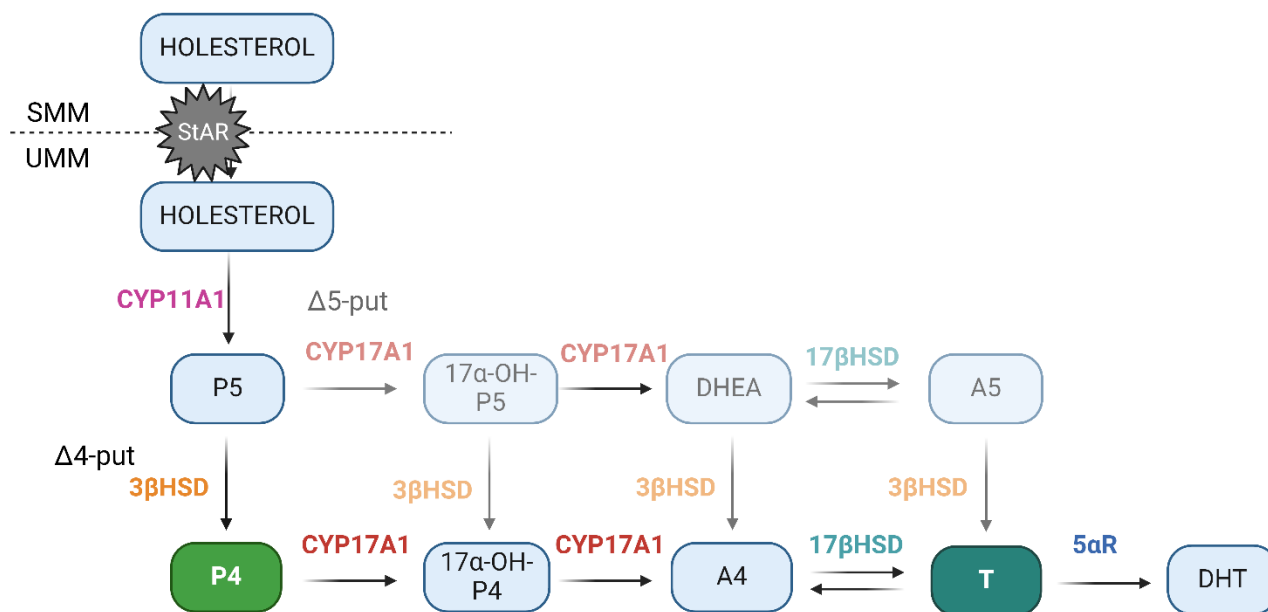 HOLESTEROL
SMM
StAR
UMM
HOLESTEROL
CYP11A1
Δ5-put
CYP17A1
CYP17A1
17βHSD
P5
17α-OH-
P5
DHEA
A5
Δ4-put
3βHSD
3βHSD
3βHSD
3βHSD
CYP17A1
CYP17A1
17βHSD
5αR
P4
17α-OH-
P4
A4
T
DHT